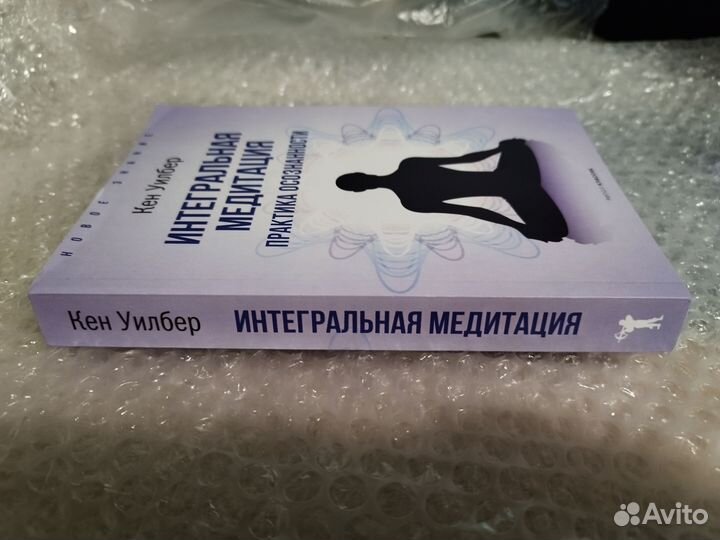 НОВОЕ ЗНАНИЕ
Кен Уилбер
ИНТЕГРАЛЬНАЯ
МЕДИТАЦИЯ
ПРАКТИКА ОСОЗНАННОСТИ
Кен Уилбер ИНТЕГРАЛЬНАЯ МЕДИТАЦИЯ
Avito